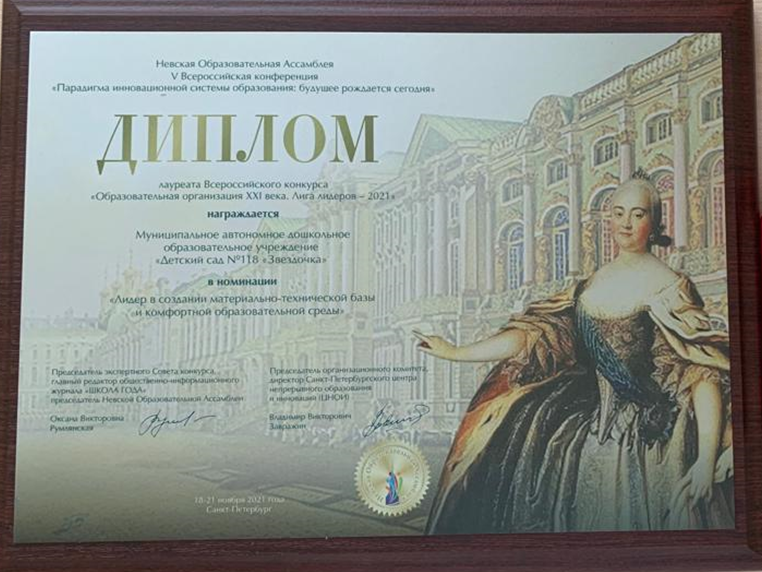 Невская Образовательная Ассамблея
V Всероссийская конференция
«Парадигма инновационной системы образования: будущее рождается сегодня»
ДИПЛОМ
лауреата Всероссийского конкурса
«Образовательная организация XXI века. Лига лидеров – 2021»
награждается
Муниципальное автономное дошкольное
образовательное учреждение
«Детский сад №118 «Звездочка»
в номинации
«Лидер в создании материально-технической базы
и комфортной образовательной среды»
Председатель экспертного Совета конкурса,
главный редактор общественно-информационного
журнала «ШКОЛА ГОДА»
председатель Невской Образовательной Ассамблеи
Оксана Викторовна
Румянская
Председатель организационного комитета,
директор Санкт-Петербургского центра
непрерывного образования
и инноваций (ЦНОИ)
Владимир Викторович
Завражин
18-21 ноября 2021 года
Санкт-Петербург